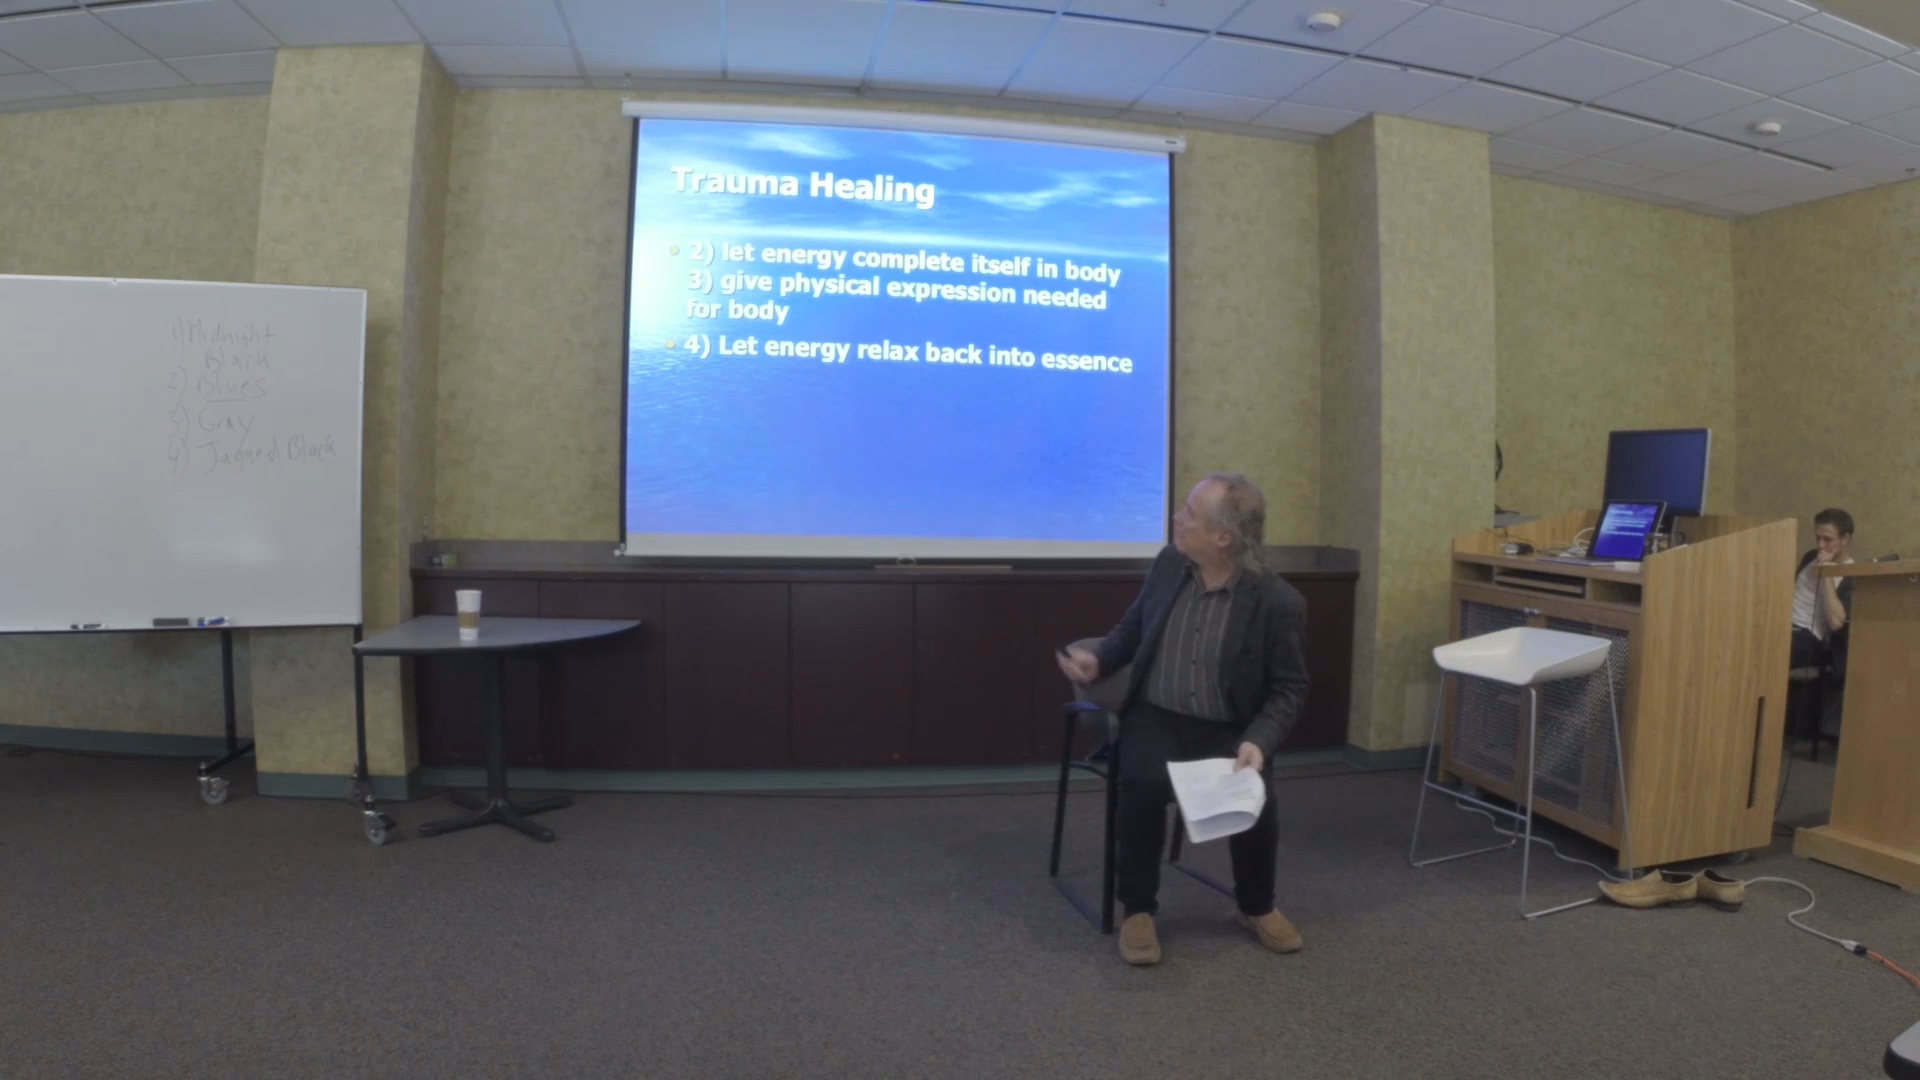 1) Midnight
Black
2) Blues
3) Gray
4) Jagged Black
Trauma Healing
• 2) let energy complete itself in body
3) give physical expression needed
for body
• 4) Let energy relax back into essence